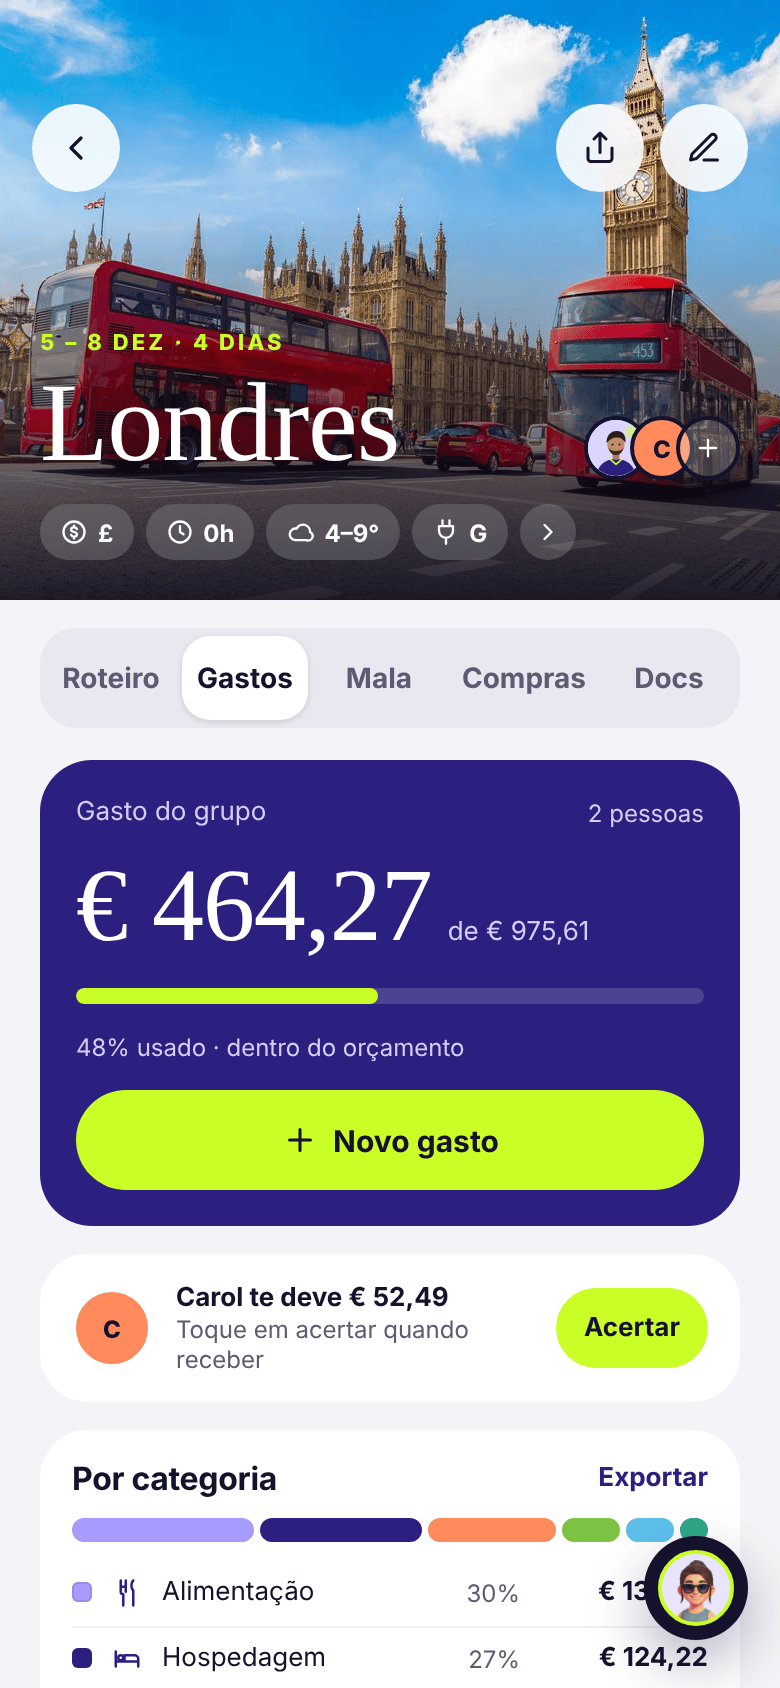 453
5 – 8 DEZ · 4 DIAS
Londres
C
£
0h
4–9°
G
Roteiro
Gastos
Mala
Compras
Docs
Gasto do grupo
2 pessoas
€ 464,27
de € 975,61
48% usado · dentro do orçamento
+ Novo gasto
C
Carol te deve € 52,49
Toque em acertar quando
receber
Acertar
Por categoria
Exportar
Alimentação
30%
€ 13
Hospedagem
27%
€ 124,22